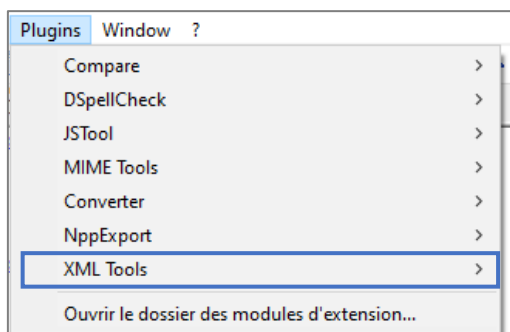 Plugins Window ?
Compare
DSpellCheck
JSTool
MIME Tools
Converter
NppExport
XML Tools
Ouvrir le dossier des modules d'extension...